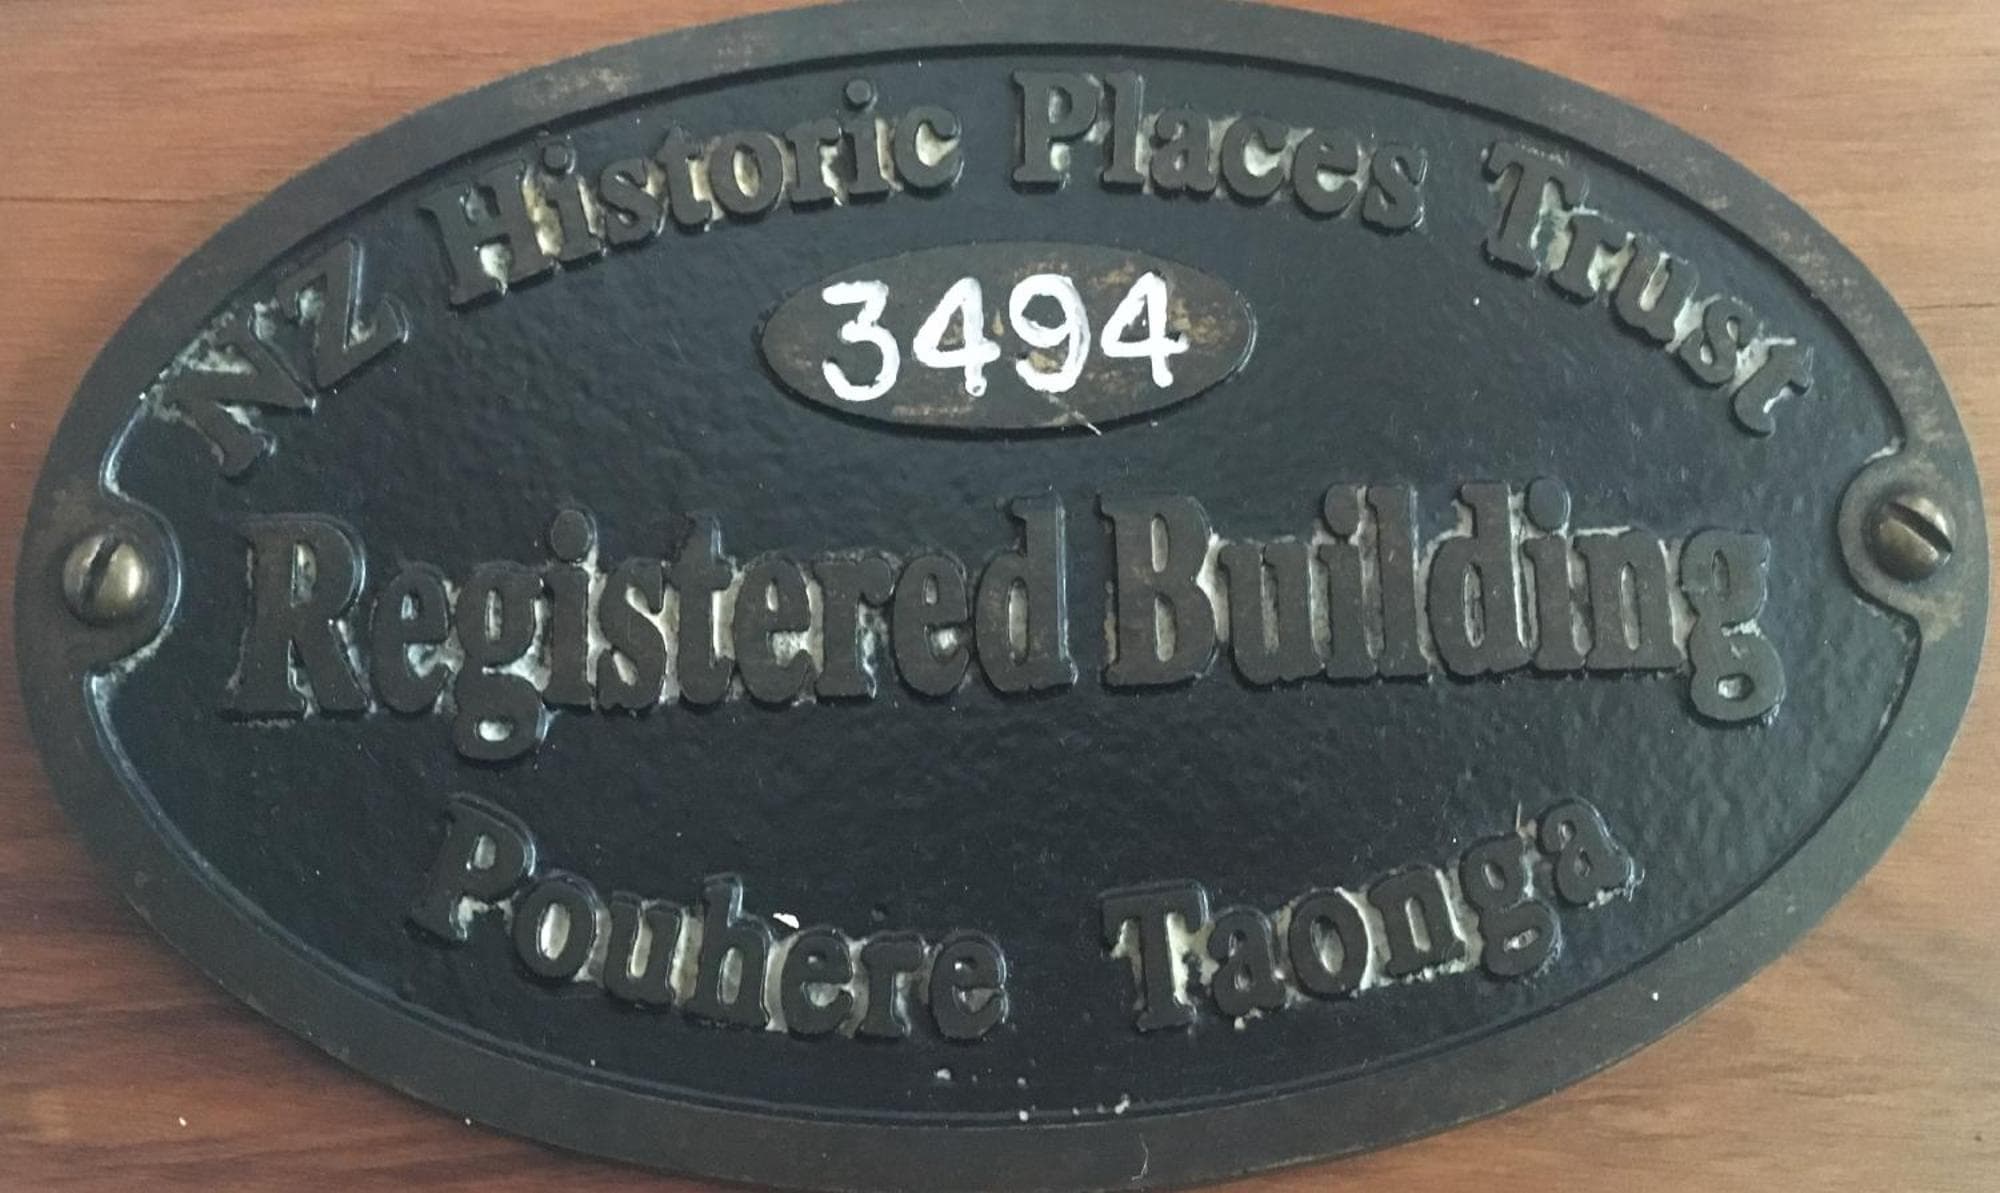 NZ Historic Places Trust
3494
Registered Building
Pouhere Taonga